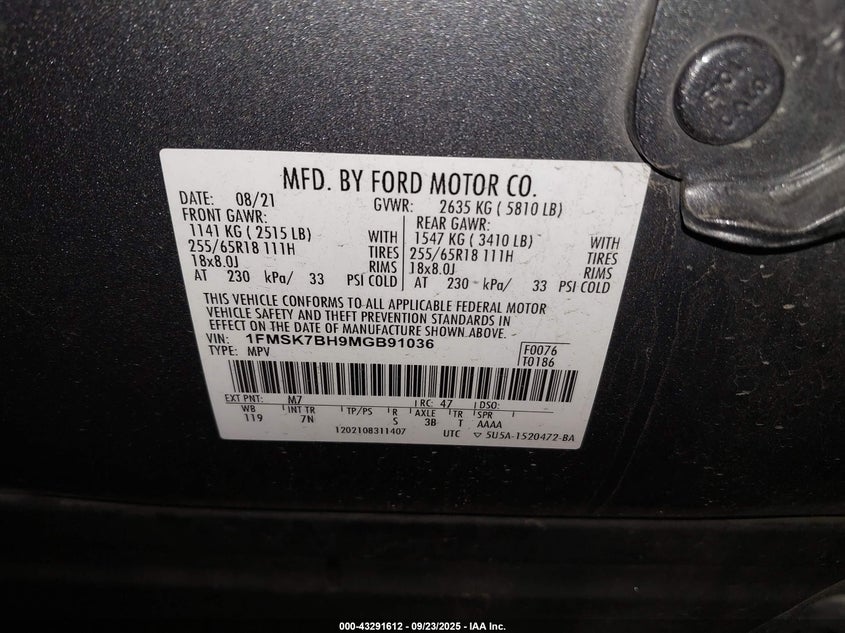 MFD. BY FORD MOTOR CO.
DATE: 08/21 GVWR: 2635 KG ( 5810 LB)
FRONT GAWR: REAR GAWR:
1141 KG ( 2515 LB) WITH 1547 KG ( 3410 LB) WITH
255/65R18 111H TIRES 255/65R18 111H TIRES
18x8.0J RIMS 18x8.0J RIMS
AT 230 kPa/ 33 PSI COLD AT 230 kPa/ 33 PSI COLD
THIS VEHICLE CONFORMS TO ALL APPLICABLE FEDERAL MOTOR
VEHICLE SAFETY AND THEFT PREVENTION STANDARDS IN
EFFECT ON THE DATE OF MANUFACTURE SHOWN ABOVE.
VIN: 1FMSK7BH9MGB91036
TYPE: MPV
F0076
T0186
EXT PNT: M7 RC: 47 DSO:
WB INT TR TP/PS R AXLE TR SPR
119 7N S 3B T AAAA
1202108311407 UTC ▽ 5U5A-1520472-BA
000-43291612 - 09/23/2025 - IAA Inc.